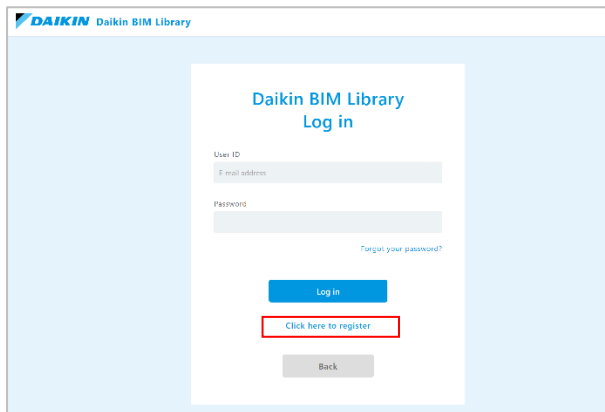 DAIKIN Daikin BIM Library
Daikin BIM Library
Log in
User ID
E-mail address
Password
Forgot your password?
Log in
Click here to register
Back